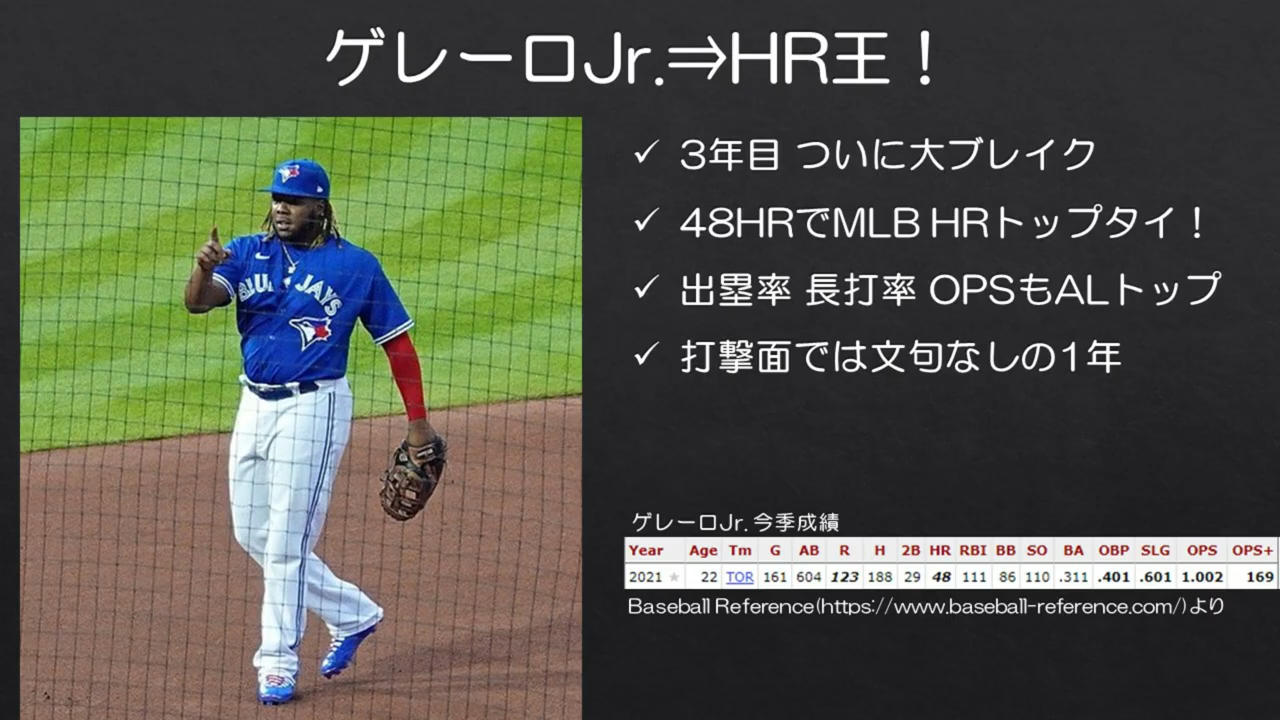 ゲレーロJr.⇒HR王！
✓ 3年目 ついに大ブレイク
✓ 48HRでMLB HRトップタイ！
✓ 出塁率 長打率 OPSもALトップ
✓ 打撃面では文句なしの1年
BLUE JAYS
ゲレーロJr. 今季成績
Year Age Tm G AB R H 2B HR RBI BB SO BA OBP SLG OPS OPS+
2021 ★ 22 TOR 161 604 123 188 29 48 111 86 110 .311 .401 .601 1.002 169
Baseball Reference(https://www.baseball-reference.com/)より